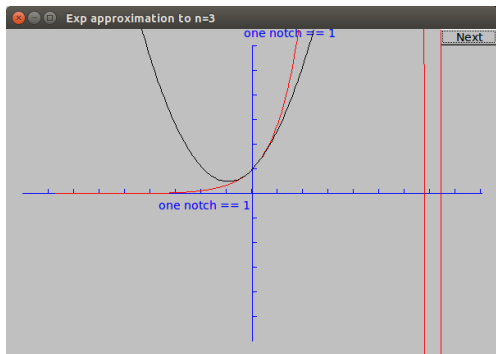 Exp approximation to n=3
one notch == 1
Next
one notch == 1